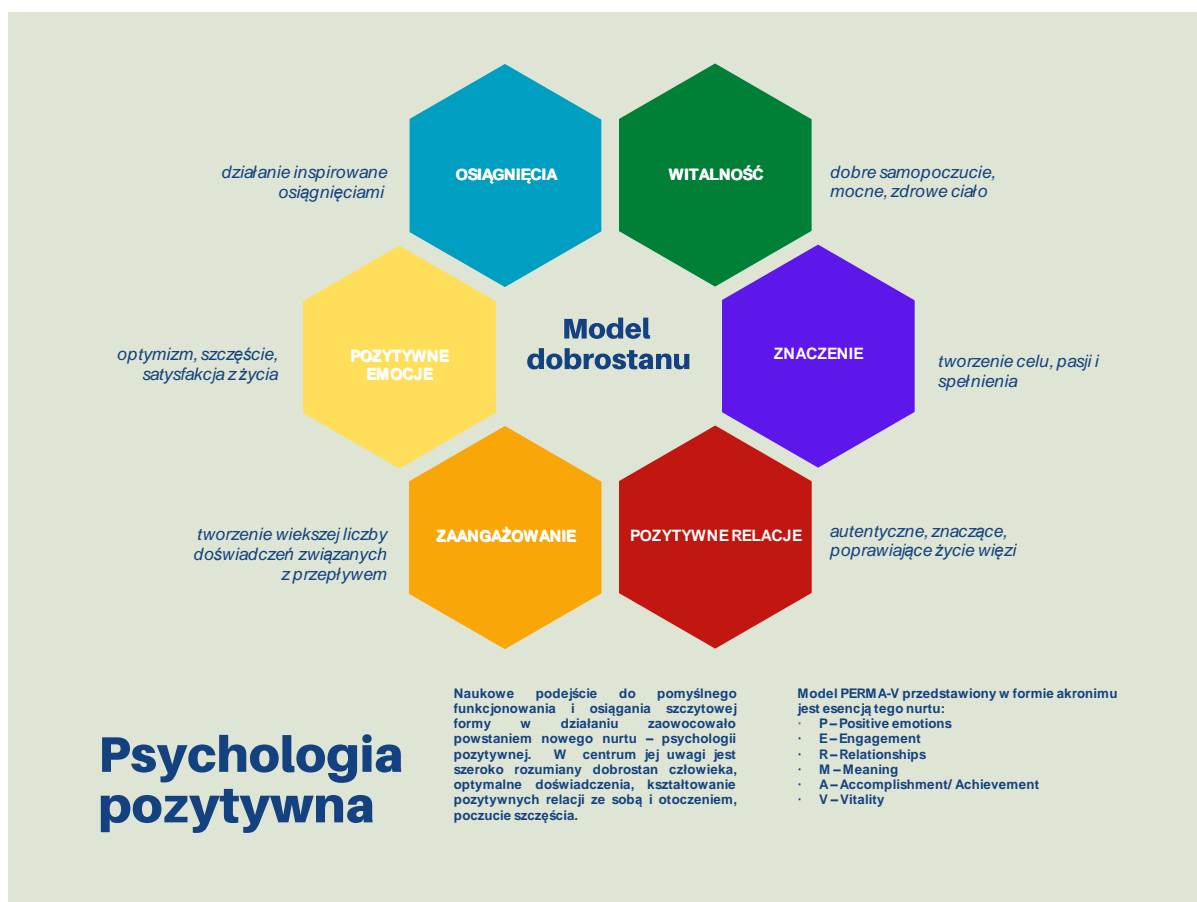 OSIĄGNIĘCIA
WITALNOŚĆ
działanie inspirowane
osiągnięciami
dobre samopoczucie,
mocne, zdrowe ciało
Model
dobrostanu
POZYTYWNE
EMOCJE
ZNACZENIE
optymizm, szczęście,
satysfakcja z życia
tworzenie celu, pasji i
spełnienia
ZAANGAŻOWANIE
POZYTYWNE RELACJE
tworzenie wiekszej liczby
doświadczeń związanych
z przepływem
autentyczne, znaczące,
poprawiające życie więzi
Psychologia
pozytywna
Naukowe podejście do pomyślnego
funkcjonowania i osiągania szczytowej
formy w działaniu zaowocowało
powstaniem nowego nurtu – psychologii
pozytywnej. W centrum jej uwagi jest
szeroko rozumiany dobrostan człowieka,
optymalne doświadczenia, kształtowanie
pozytywnych relacji ze sobą i otoczeniem,
poczucie szczęścia.
Model PERMA-V przedstawiony w formie akronimu
jest esencją tego nurtu:
· P – Positive emotions
· E – Engagement
· R – Relationships
· M – Meaning
· A – Accomplishment/ Achievement
· V – Vitality